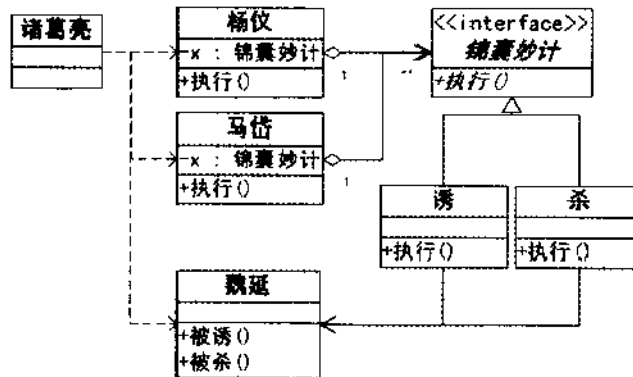 诸葛亮
杨仪
-x : 锦囊妙计
+执行()
<<interface>>
锦囊妙计
+执行()
1
马岱
-x : 锦囊妙计
+执行()
1
诱
+执行()
杀
+执行()
魏延
+被诱()
+被杀()